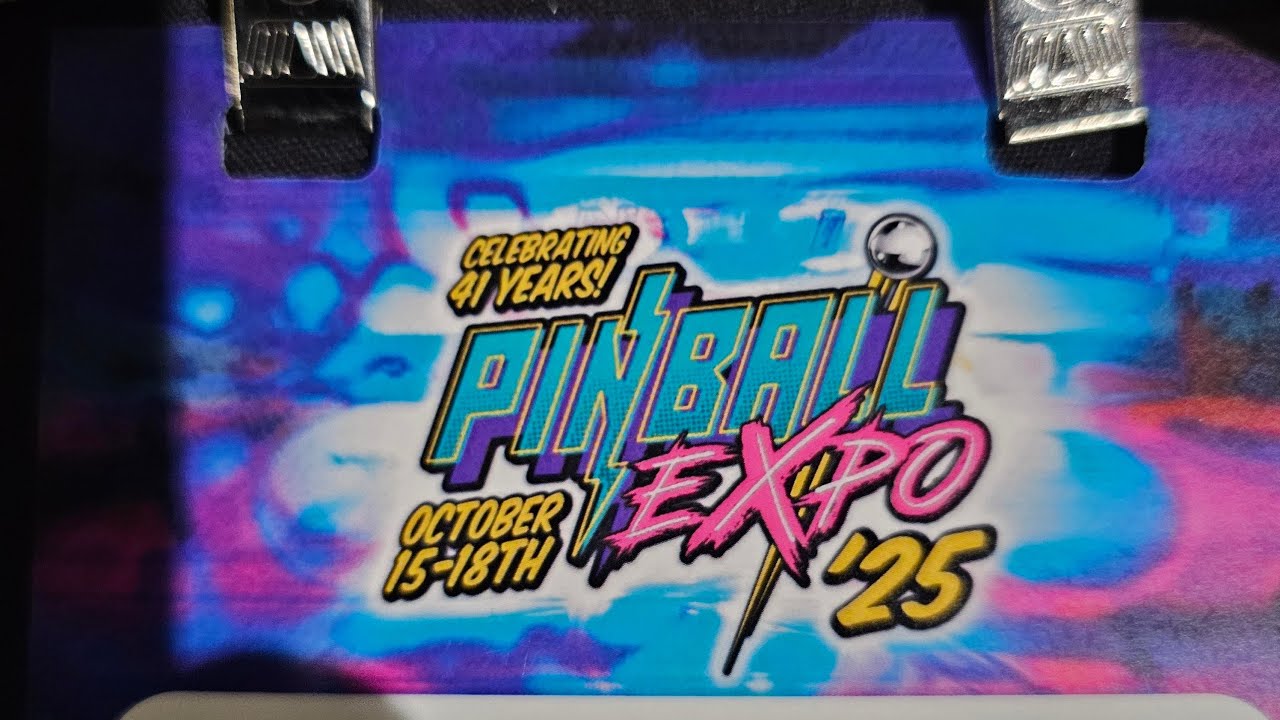 CELEBRATING
41 YEARS!
PINBALL
EXPO
OCTOBER
15-18TH
'25